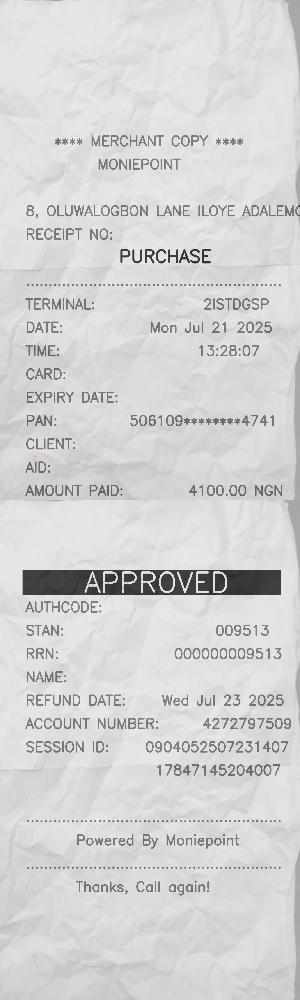 **** MERCHANT COPY ****
MONIEPOINT
8, OLUWALOGBON LANE ILOYE ADALEMO
RECEIPT NO:
PURCHASE
TERMINAL: 2ISTDGSP
DATE: Mon Jul 21 2025
TIME: 13:28:07
CARD:
EXPIRY DATE:
PAN: 506109********4741
CLIENT:
AID:
AMOUNT PAID: 4100.00 NGN
APPROVED
AUTHCODE:
STAN: 009513
RRN: 000000009513
NAME:
REFUND DATE: Wed Jul 23 2025
ACCOUNT NUMBER: 4272797509
SESSION ID: 0904052507231407
17847145204007
Powered By Moniepoint
Thanks, Call again!